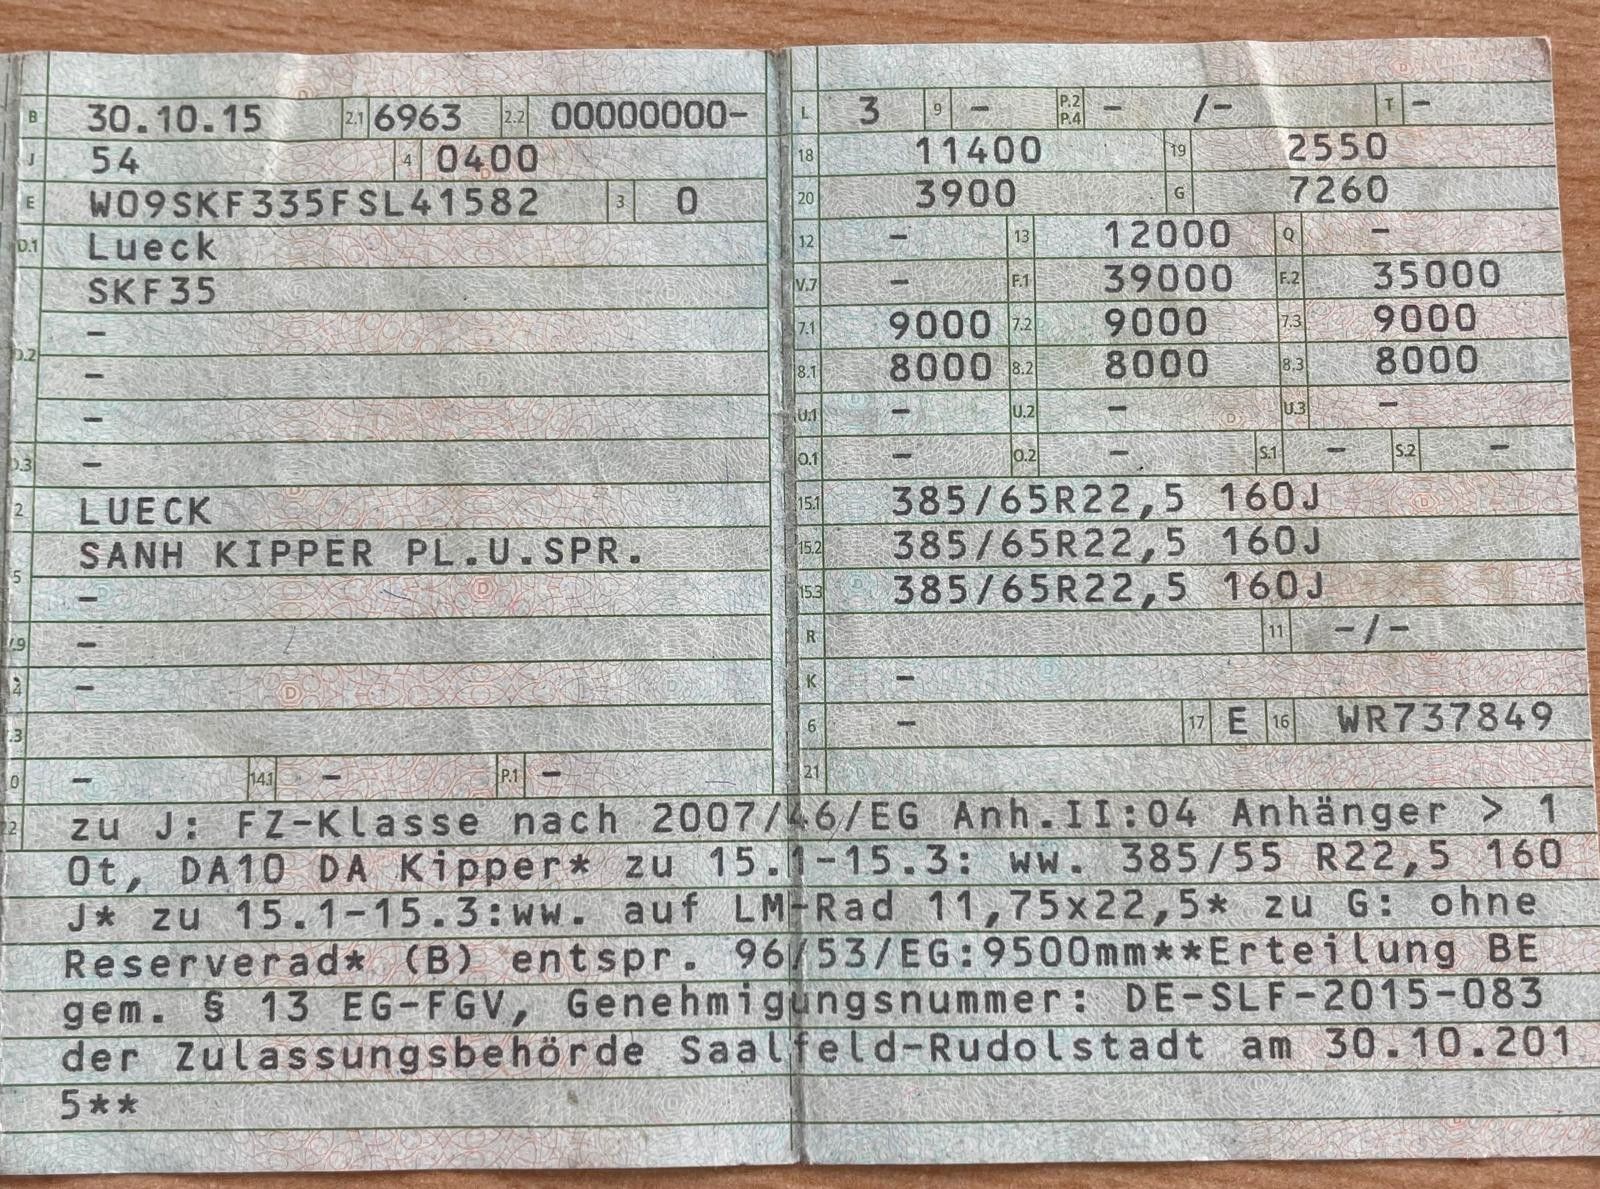 B 30.10.15 2.1 6963 2.2 00000000-
J 54 4 0400
E W09SKF335FSL41582 3 0
D.1 Lueck
SKF35
-
D.2 -
-
D.3 -
2 LUECK
SANH KIPPER PL.U.SPR.
5 -
-
-
.3
0 - 14.1 - P.1 -
L 3 9 - P.2 P.4 - /- T -
18 11400 19 2550
20 3900 G 7260
12 - 13 12000 Q -
V.7 - F.1 39000 F.2 35000
7.1 9000 7.2 9000 7.3 9000
8.1 8000 8.2 8000 8.3 8000
U.1 - U.2 - U.3 -
O.1 - O.2 - S.1 - S.2 -
15.1 385/65R22,5 160J
15.2 385/65R22,5 160J
15.3 385/65R22,5 160J
R 11 -/-
K -
6 - 17 E 16 WR737849
21
22 zu J: FZ-Klasse nach 2007/46/EG Anh.II:04 Anhänger > 1
0t, DA10 DA Kipper* zu 15.1-15.3: ww. 385/55 R22,5 160
J* zu 15.1-15.3:ww. auf LM-Rad 11,75x22,5* zu G: ohne
Reserverad* (B) entspr. 96/53/EG:9500mm**Erteilung BE
gem. § 13 EG-FGV, Genehmigungsnummer: DE-SLF-2015-083
der Zulassungsbehörde Saalfeld-Rudolstadt am 30.10.201
5**